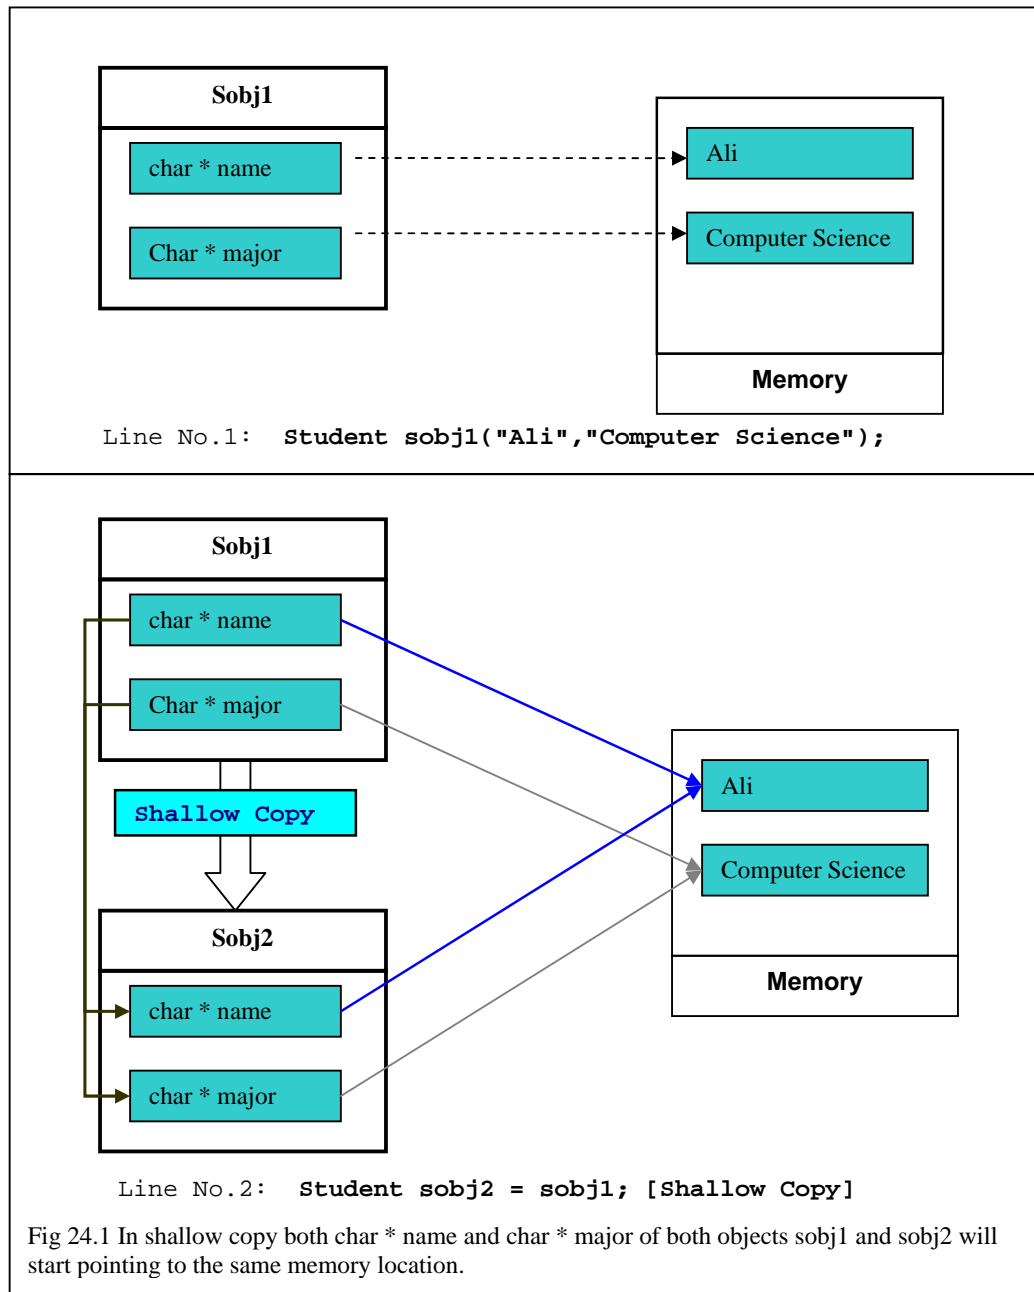 Sobj1
char * name
Ali
Char * major
Computer Science
Memory
Line No.1: Student sobj1("Ali","Computer Science");
Sobj1
char * name
Char * major
Ali
Shallow Copy
Computer Science
Sobj2
Memory
char * name
char * major
Line No.2: Student sobj2 = sobj1; [Shallow Copy]
Fig 24.1 In shallow copy both char * name and char * major of both objects sobj1 and sobj2 will
start pointing to the same memory location.